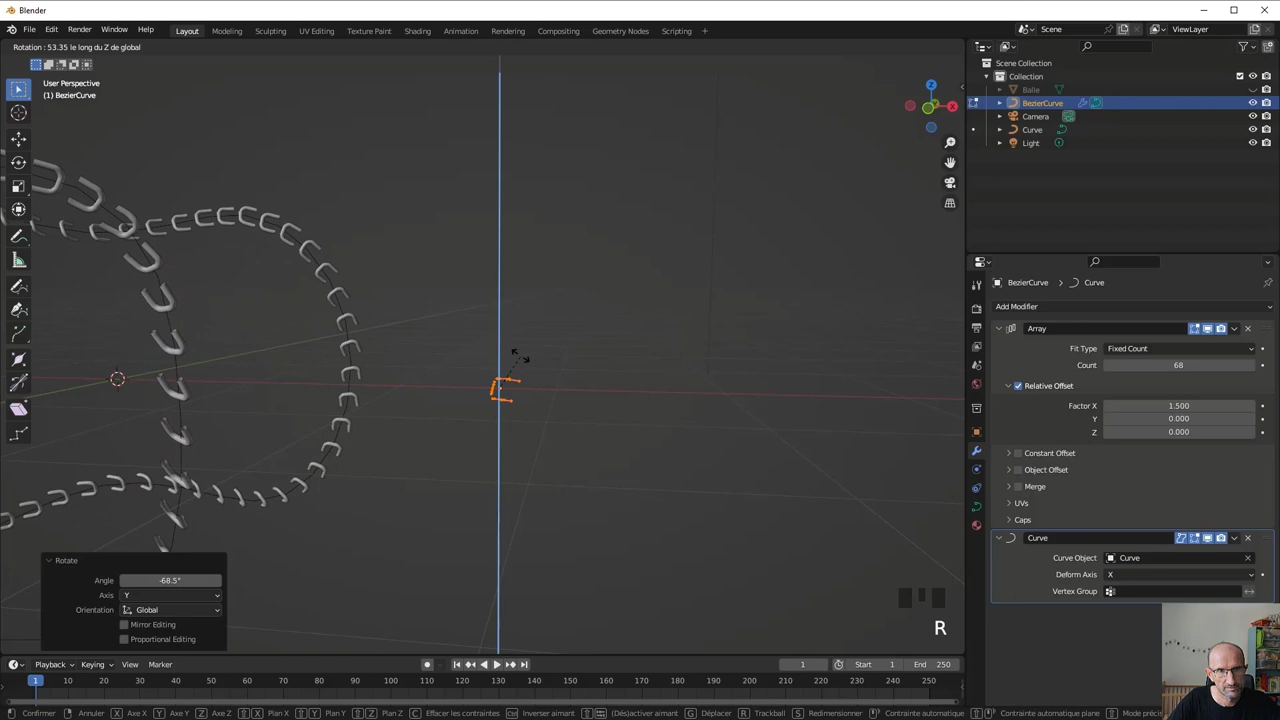 Blender
File Edit Render Window Help
Layout Modeling Sculpting UV Editing Texture Paint Shading Animation Rendering Compositing Geometry Nodes Scripting +
Scene ViewLayer
Rotation : 53.35 le long du Z de global
User Perspective
(1) BezierCurve
Scene Collection
Collection
Balle
BezierCurve
Camera
Curve
Light
BezierCurve > Curve
Add Modifier
Array
Fit Type Fixed Count
Count 68
Relative Offset
Factor X 1.500
Y 0.000
Z 0.000
Constant Offset
Object Offset
Merge
UVs
Caps
Curve
Curve Object Curve
Deform Axis X
Vertex Group
Rotate
Angle -68.5°
Axis Y
Orientation Global
Mirror Editing
Proportional Editing
R
Playback Keying View Marker 1 Start 1 End 250
1 10 20 30 40 50 60 70 80 90 100 110 120 130 140 150 160 170 180 190 200 210 220 230 240 250
Confirmer Annuler X Axe X Y Axe Y Z Axe Z X Plan X Y Plan Y Z Plan Z C Effacer les contraintes Ctrl Inverser aimant (Dés)activer aimant G Déplacer R Trackball S Redimensionner Contrainte automatique Contrainte automatique plane Mode précis